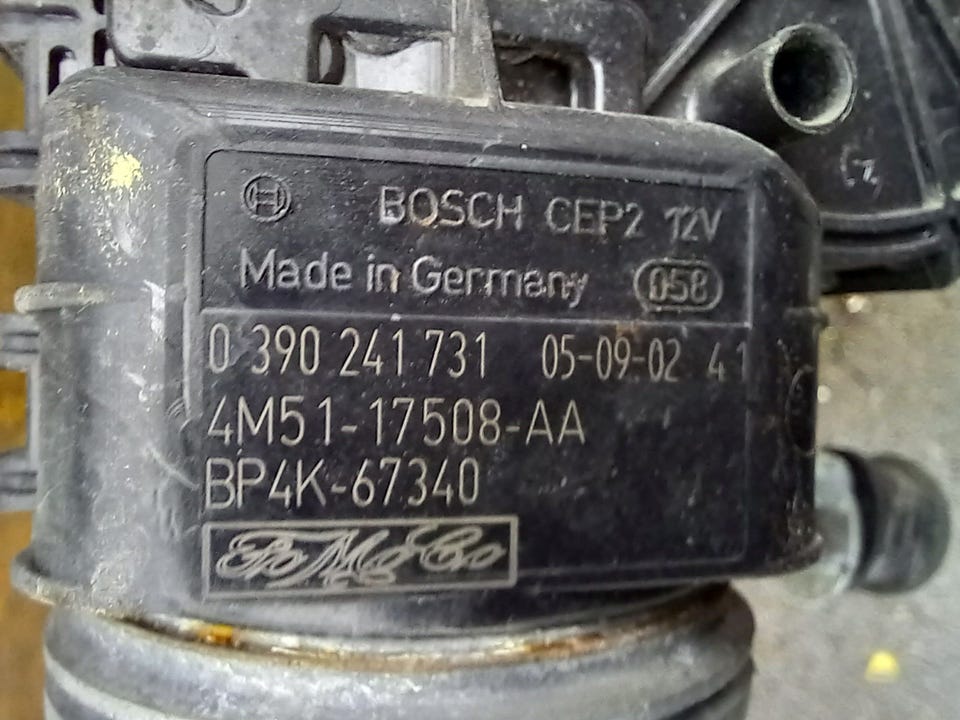 BOSCH CEP2 12V
Made in Germany 058
0 390 241 731 05-09-02 41
4M51-17508-AA
BP4K-67340
FoMoCo